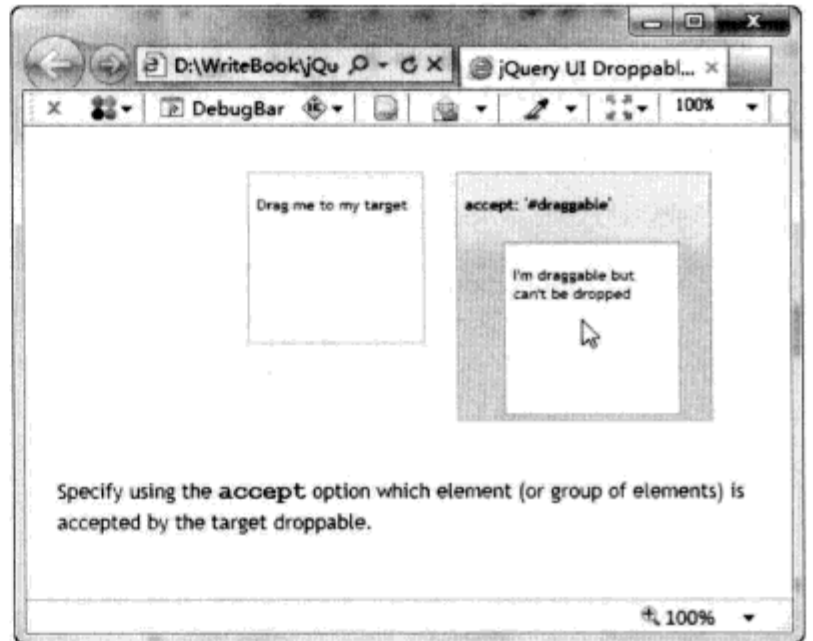 D:\WriteBook\jQu
jQuery UI Droppabl...
DebugBar
100%
Drag me to my target
accept: '#draggable'
I'm draggable but
can't be dropped
Specify using the accept option which element (or group of elements) is
accepted by the target droppable.
100%